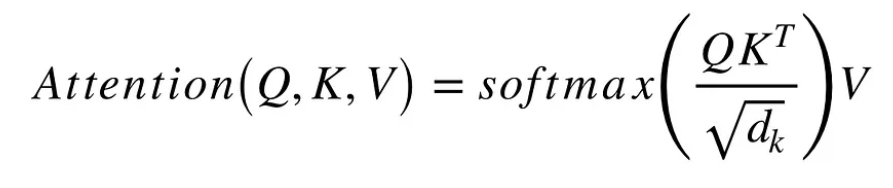 Attention(Q, K, V) = softmax(QK^T / √d_k)V